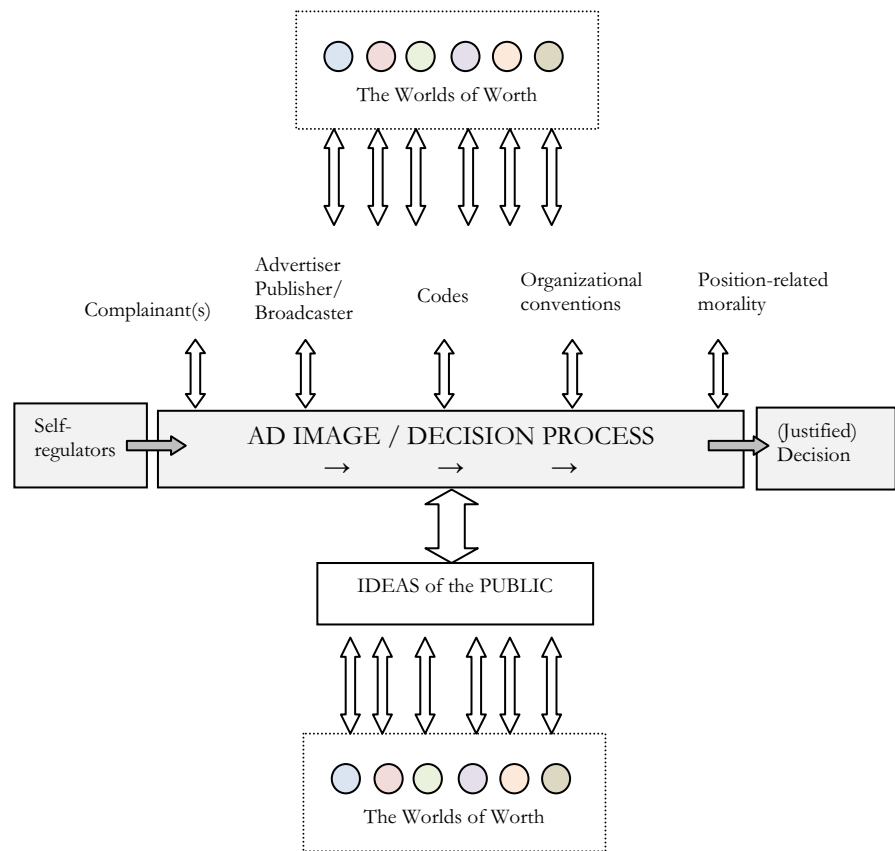 The Worlds of Worth
Complainant(s)
Advertiser
Publisher/
Broadcaster
Codes
Organizational
conventions
Position-related
morality
Self-
regulators
AD IMAGE / DECISION PROCESS
→ → →
(Justified)
Decision
IDEAS of the PUBLIC
The Worlds of Worth